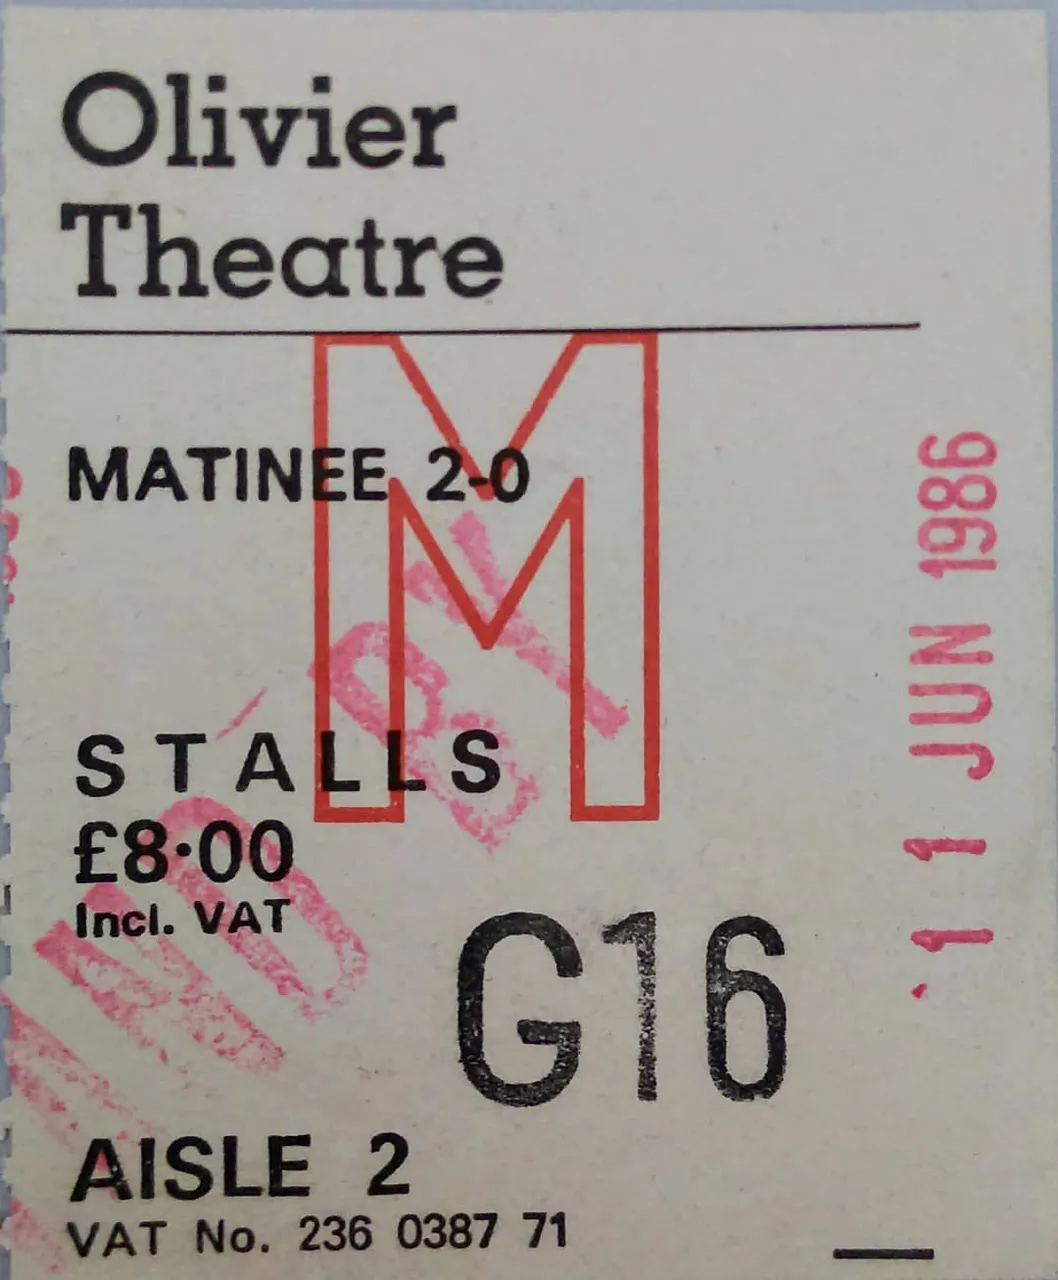 Olivier
Theatre
M
MATINEE 2-0
STALLS
£8·00
Incl. VAT
G16
AISLE 2
VAT No. 236 0387 71
11 JUN 1986